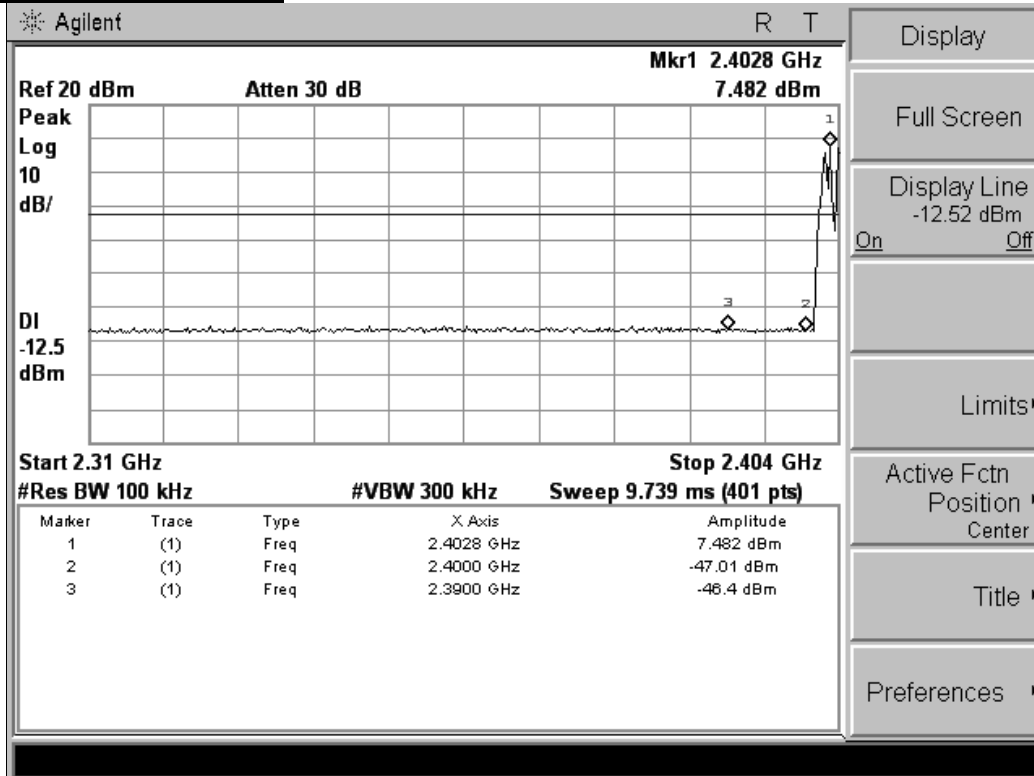 Agilent R T
Mkr1 2.4028 GHz
Ref 20 dBm Atten 30 dB 7.482 dBm
Peak
Log
10
dB/
1
3
2
DI
-12.5
dBm
Start 2.31 GHz Stop 2.404 GHz
#Res BW 100 kHz #VBW 300 kHz Sweep 9.739 ms (401 pts)
Marker Trace Type X Axis Amplitude
1 (1) Freq 2.4028 GHz 7.482 dBm
2 (1) Freq 2.4000 GHz -47.01 dBm
3 (1) Freq 2.3900 GHz -46.4 dBm
Display
Full Screen
Display Line
-12.52 dBm
On Off
Limits
Active Fctn
Position
Center
Title
Preferences